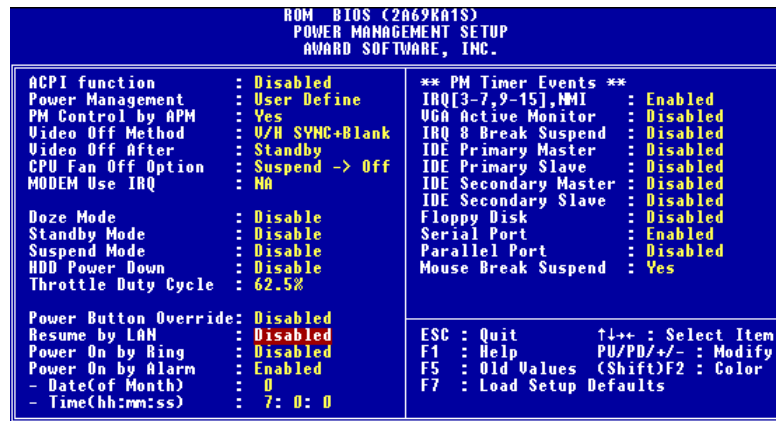 ROM BIOS (2A69KA1S)
POWER MANAGEMENT SETUP
AWARD SOFTWARE, INC.
ACPI function : Disabled
Power Management : User Define
PM Control by APM : Yes
Video Off Method : V/H SYNC+Blank
Video Off After : Standby
CPU Fan Off Option : Suspend -> Off
MODEM Use IRQ : NA
Doze Mode : Disable
Standby Mode : Disable
Suspend Mode : Disable
HDD Power Down : Disable
Throttle Duty Cycle : 62.5%
Power Button Override: Disabled
Resume by LAN : Disabled
Power On by Ring : Disabled
Power On by Alarm : Enabled
- Date(of Month) : 0
- Time(hh:mm:ss) : 7: 0: 0
** PM Timer Events **
IRQ[3-7,9-15],NMI : Enabled
VGA Active Monitor : Disabled
IRQ 8 Break Suspend : Disabled
IDE Primary Master : Disabled
IDE Primary Slave : Disabled
IDE Secondary Master : Disabled
IDE Secondary Slave : Disabled
Floppy Disk : Disabled
Serial Port : Enabled
Parallel Port : Disabled
Mouse Break Suspend : Yes
ESC : Quit ↑↓→← : Select Item
F1 : Help PU/PD/+/- : Modify
F5 : Old Values (Shift)F2 : Color
F7 : Load Setup Defaults